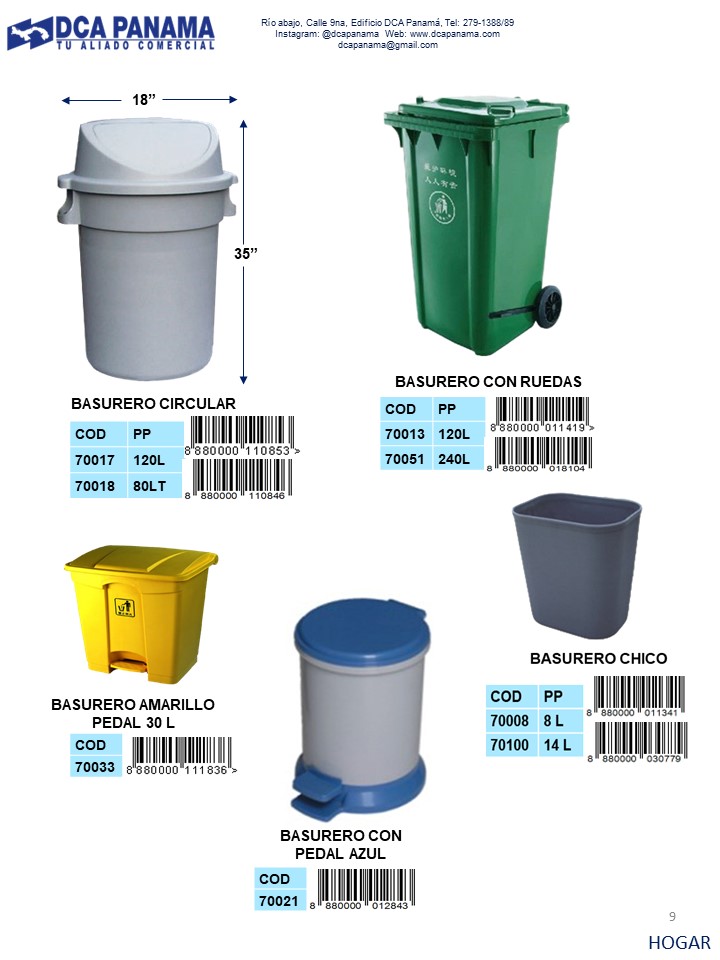 DCA PANAMA
TU ALIADO COMERCIAL
Río abajo, Calle 9na, Edificio DCA Panamá, Tel: 279-1388/89
Instagram: @dcapanama Web: www.dcapanama.com
dcapanama@gmail.com
18”
35”
BASURERO CIRCULAR
COD PP
70017 120L
8 880000 110853 >
70018 80LT
8 880000 110846
BASURERO CON RUEDAS
COD PP
70013 120L
8 880000 011419 >
70051 240L
8 880000 018104
BASURERO AMARILLO
PEDAL 30 L
COD
70033
8 880000 111836 >
BASURERO CHICO
COD PP
70008 8 L
8 880000 011341
70100 14 L
8 880000 030779
BASURERO CON
PEDAL AZUL
COD
70021
8 880000 012843
9
HOGAR